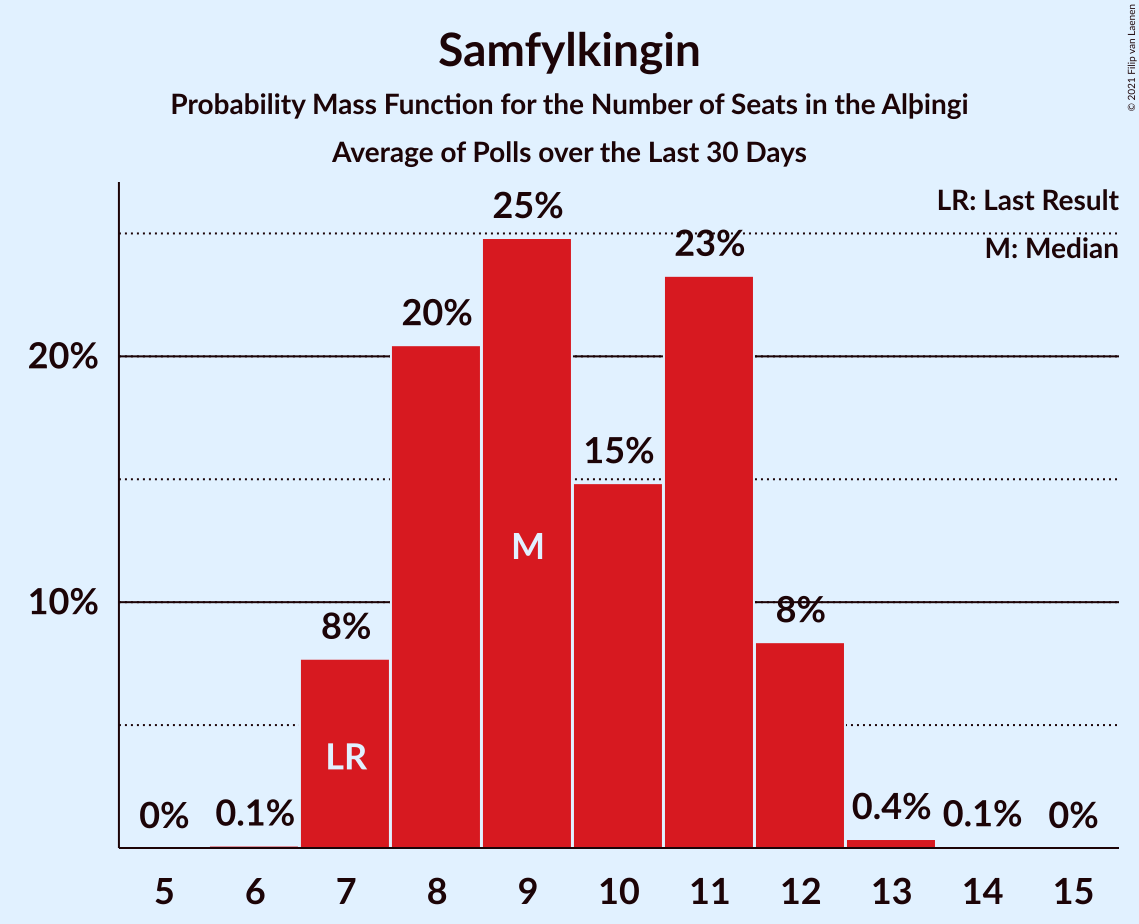 Samfylkingin
Probability Mass Function for the Number of Seats in the Alþingi
Average of Polls over the Last 30 Days
© 2021 Filip van Laenen
LR: Last Result
M: Median
25%
23%
20%
20%
15%
M
10%
8%
8%
LR
0%
0.1%
0.4%
0.1%
0%
5 6 7 8 9 10 11 12 13 14 15